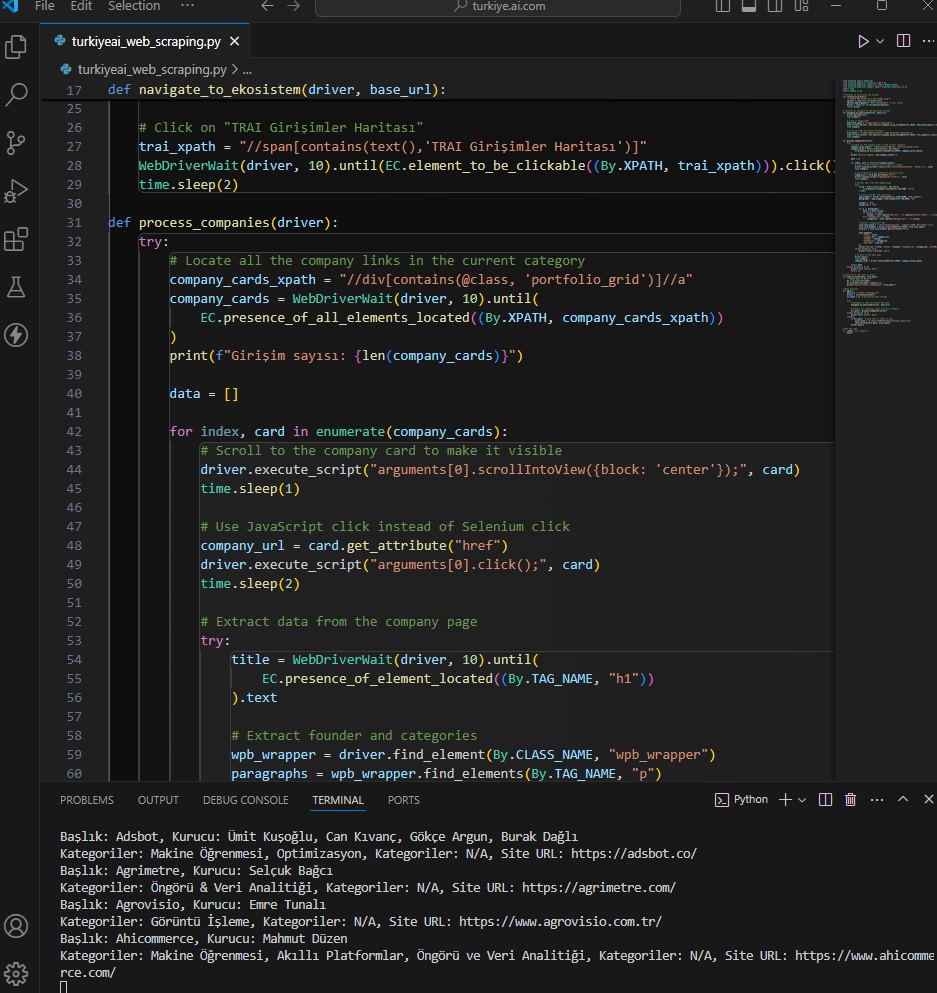 File Edit Selection ··· ← → turkiye.ai.com
turkiyeai_web_scraping.py ×
turkiyeai_web_scraping.py > ...
17 def navigate_to_ekosistem(driver, base_url):
25
26 # Click on "TRAI Girişimler Haritası"
27 trai_xpath = "//span[contains(text(),'TRAI Girişimler Haritası')]"
28 WebDriverWait(driver, 10).until(EC.element_to_be_clickable((By.XPATH, trai_xpath))).click()
29 time.sleep(2)
30
31 def process_companies(driver):
32 try:
33 # Locate all the company links in the current category
34 company_cards_xpath = "//div[contains(@class, 'portfolio_grid')]//a"
35 company_cards = WebDriverWait(driver, 10).until(
36 EC.presence_of_all_elements_located((By.XPATH, company_cards_xpath))
37 )
38 print(f"Girişim sayısı: {len(company_cards)}")
39
40 data = []
41
42 for index, card in enumerate(company_cards):
43 # Scroll to the company card to make it visible
44 driver.execute_script("arguments[0].scrollIntoView({block: 'center'});", card)
45 time.sleep(1)
46
47 # Use JavaScript click instead of Selenium click
48 company_url = card.get_attribute("href")
49 driver.execute_script("arguments[0].click();", card)
50 time.sleep(2)
51
52 # Extract data from the company page
53 try:
54 title = WebDriverWait(driver, 10).until(
55 EC.presence_of_element_located((By.TAG_NAME, "h1"))
56 ).text
57
58 # Extract founder and categories
59 wpb_wrapper = driver.find_element(By.CLASS_NAME, "wpb_wrapper")
60 paragraphs = wpb_wrapper.find_elements(By.TAG_NAME, "p")
PROBLEMS OUTPUT DEBUG CONSOLE TERMINAL PORTS Python
Başlık: Adsbot, Kurucu: Ümit Kuşoğlu, Can Kıvanç, Gökçe Argun, Burak Dağlı
Kategoriler: Makine Öğrenmesi, Optimizasyon, Kategoriler: N/A, Site URL: https://adsbot.co/
Başlık: Agrimetre, Kurucu: Selçuk Bağcı
Kategoriler: Öngörü & Veri Analitiği, Kategoriler: N/A, Site URL: https://agrimetre.com/
Başlık: Agrovisio, Kurucu: Emre Tunalı
Kategoriler: Görüntü İşleme, Kategoriler: N/A, Site URL: https://www.agrovisio.com.tr/
Başlık: Ahicommerce, Kurucu: Mahmut Düzen
Kategoriler: Makine Öğrenmesi, Akıllı Platformlar, Öngörü ve Veri Analitiği, Kategoriler: N/A, Site URL: https://www.ahicomme
rce.com/